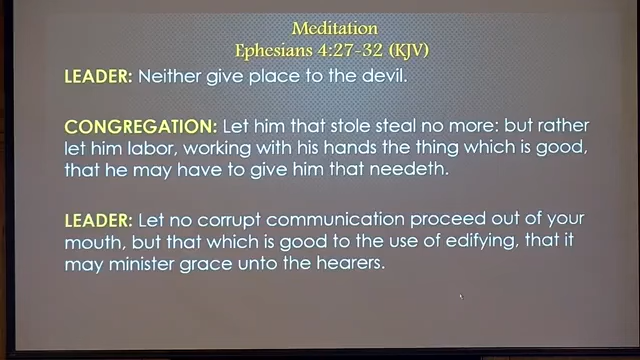 Meditation
Ephesians 4:27-32 (KJV)
LEADER: Neither give place to the devil.
CONGREGATION: Let him that stole steal no more: but rather
let him labor, working with his hands the thing which is good,
that he may have to give him that needeth.
LEADER: Let no corrupt communication proceed out of your
mouth, but that which is good to the use of edifying, that it
may minister grace unto the hearers.